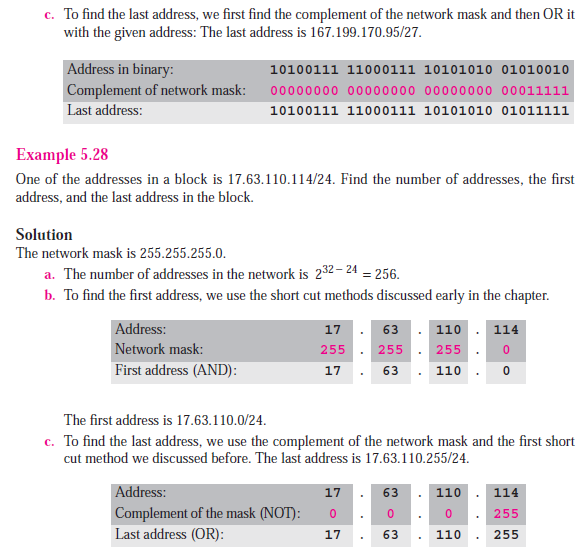 c. To find the last address, we first find the complement of the network mask and then OR it
with the given address: The last address is 167.199.170.95/27.
Address in binary: 10100111 11000111 10101010 01010010
Complement of network mask: 00000000 00000000 00000000 00011111
Last address: 10100111 11000111 10101010 01011111
Example 5.28
One of the addresses in a block is 17.63.110.114/24. Find the number of addresses, the first
address, and the last address in the block.
Solution
The network mask is 255.255.255.0.
a. The number of addresses in the network is 2³²⁻²⁴ = 256.
b. To find the first address, we use the short cut methods discussed early in the chapter.
Address: 17 . 63 . 110 . 114
Network mask: 255 . 255 . 255 . 0
First address (AND): 17 . 63 . 110 . 0
The first address is 17.63.110.0/24.
c. To find the last address, we use the complement of the network mask and the first short
cut method we discussed before. The last address is 17.63.110.255/24.
Address: 17 . 63 . 110 . 114
Complement of the mask (NOT): 0 . 0 . 0 . 255
Last address (OR): 17 . 63 . 110 . 255